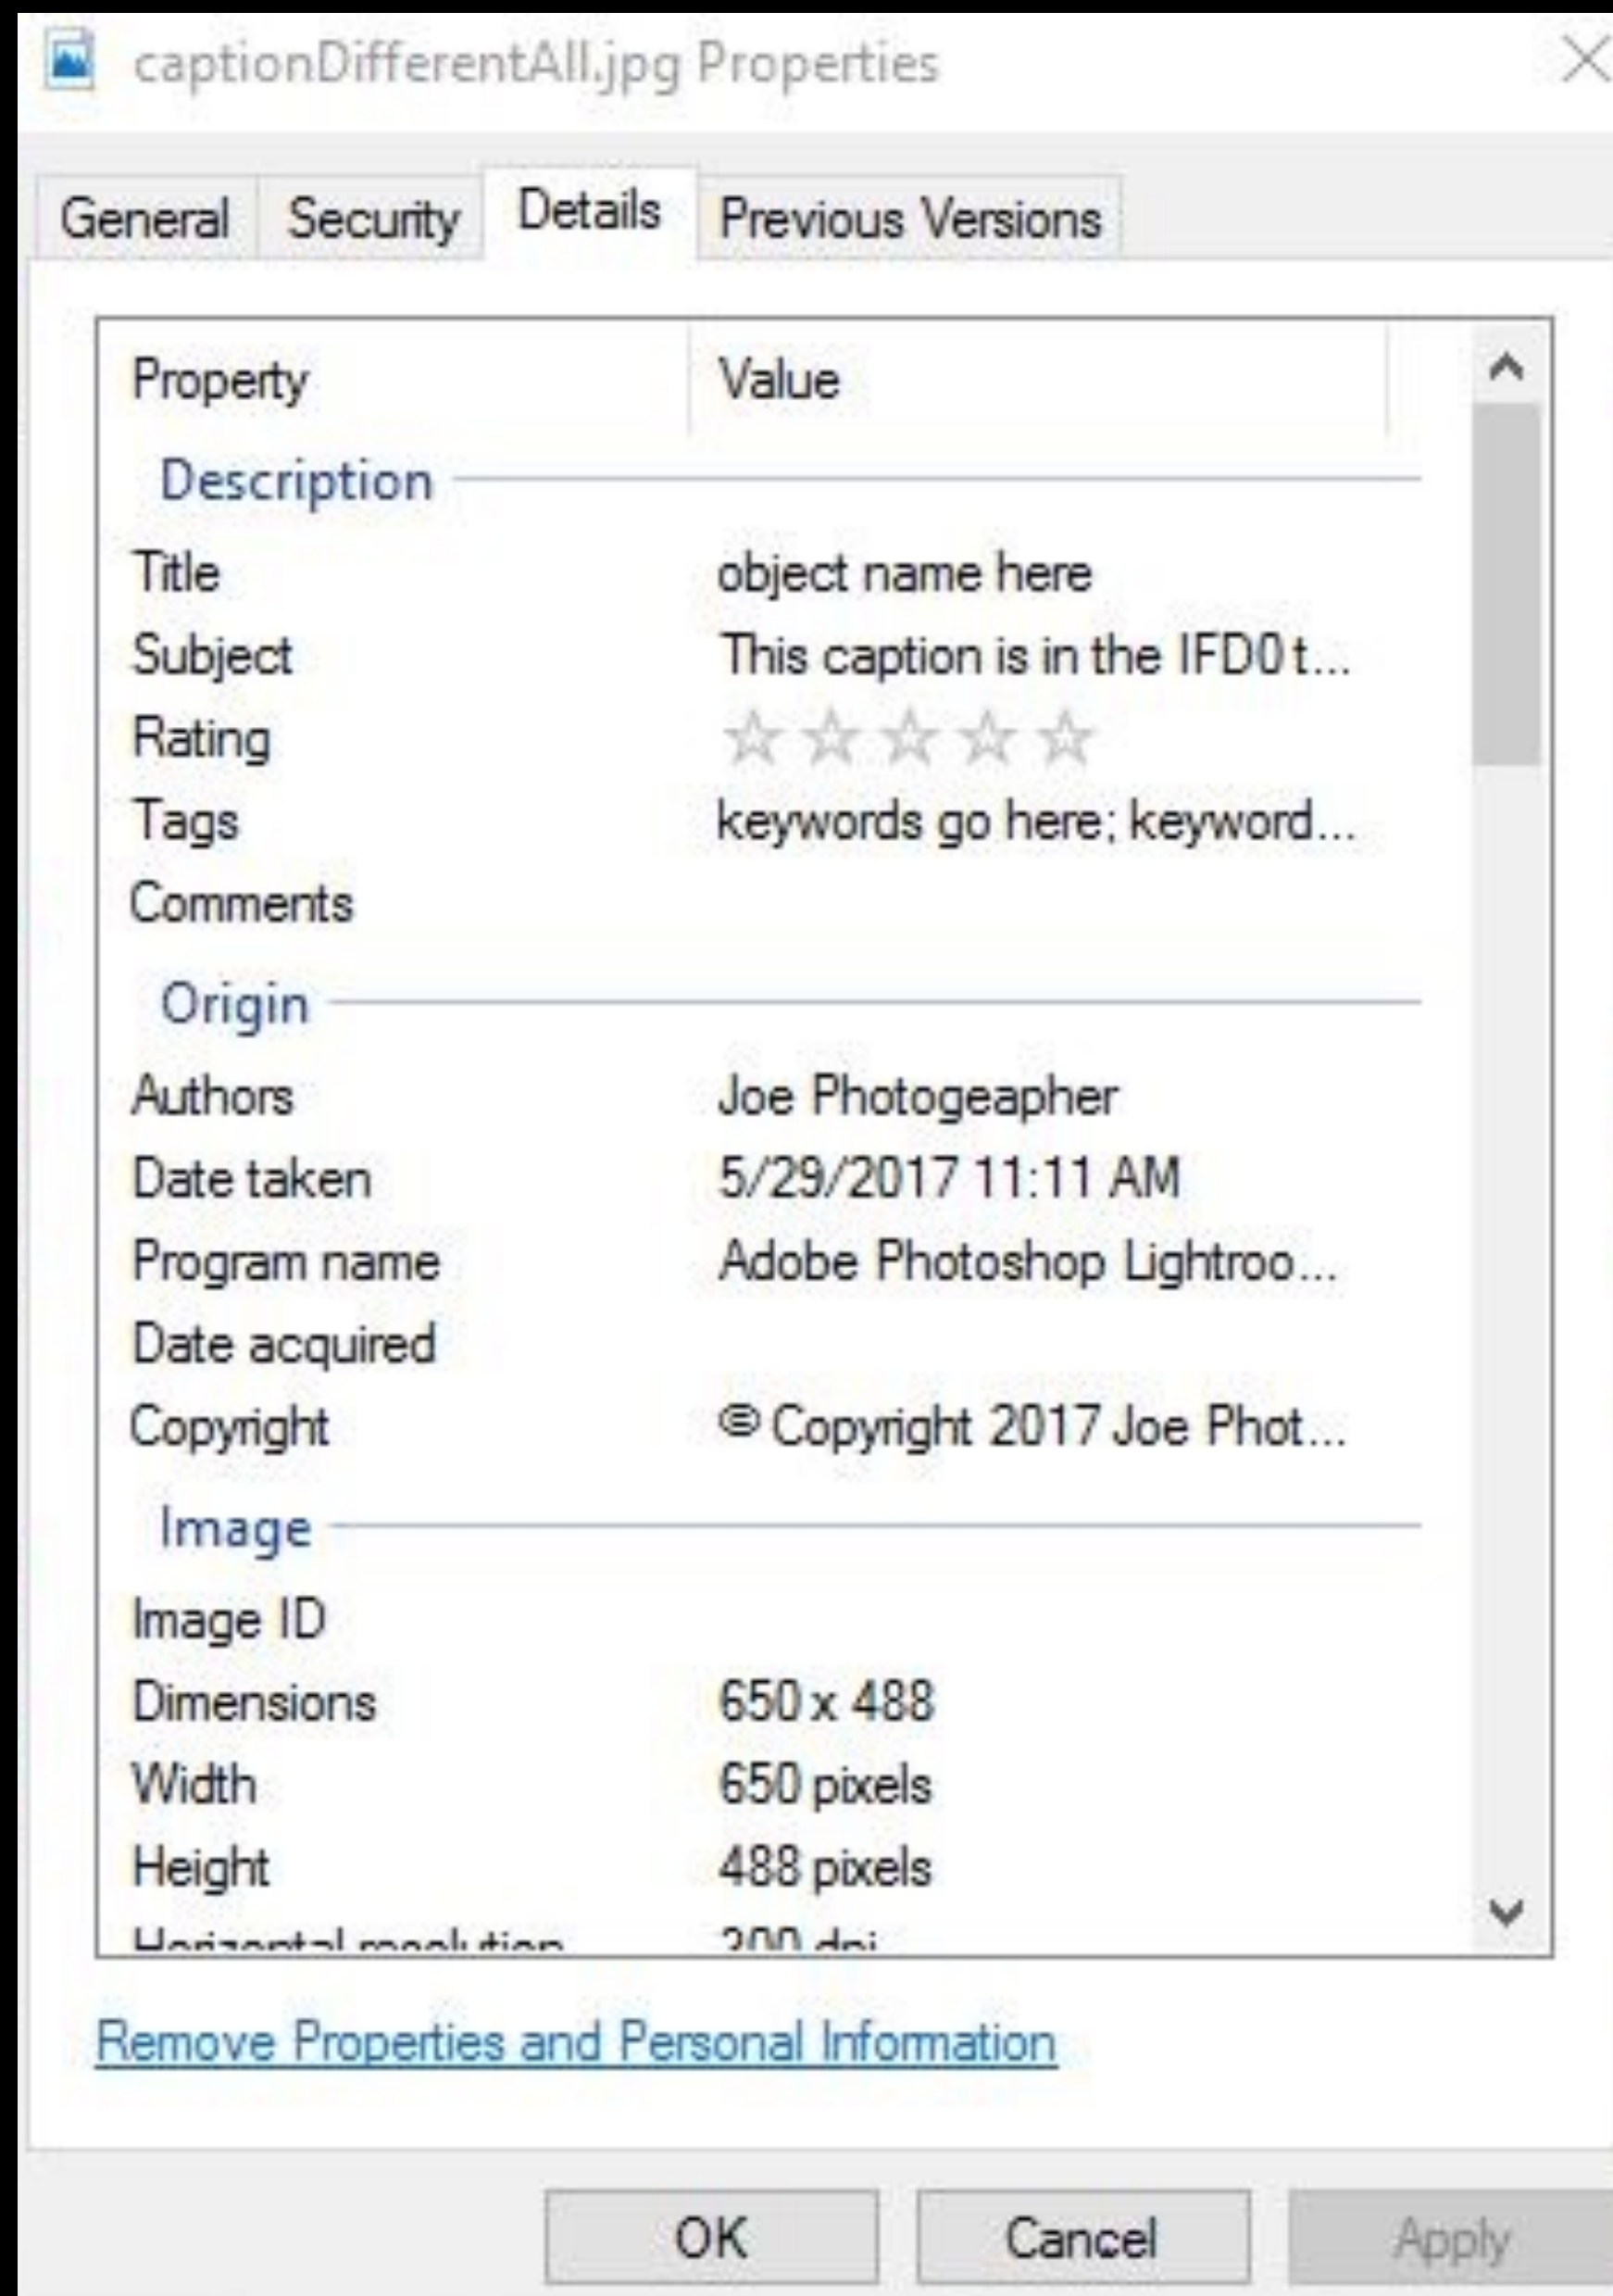 captionDifferentAll.jpg Properties
General Security Details Previous Versions
Property Value
Description
Title object name here
Subject This caption is in the IFD0 t...
Rating
Tags keywords go here; keyword...
Comments
Origin
Authors Joe Photogeapher
Date taken 5/29/2017 11:11 AM
Program name Adobe Photoshop Lightroo...
Date acquired
Copyright © Copyright 2017 Joe Phot...
Image
Image ID
Dimensions 650 x 488
Width 650 pixels
Height 488 pixels
Horizontal resolution dpi
Remove Properties and Personal Information
OK Cancel Apply